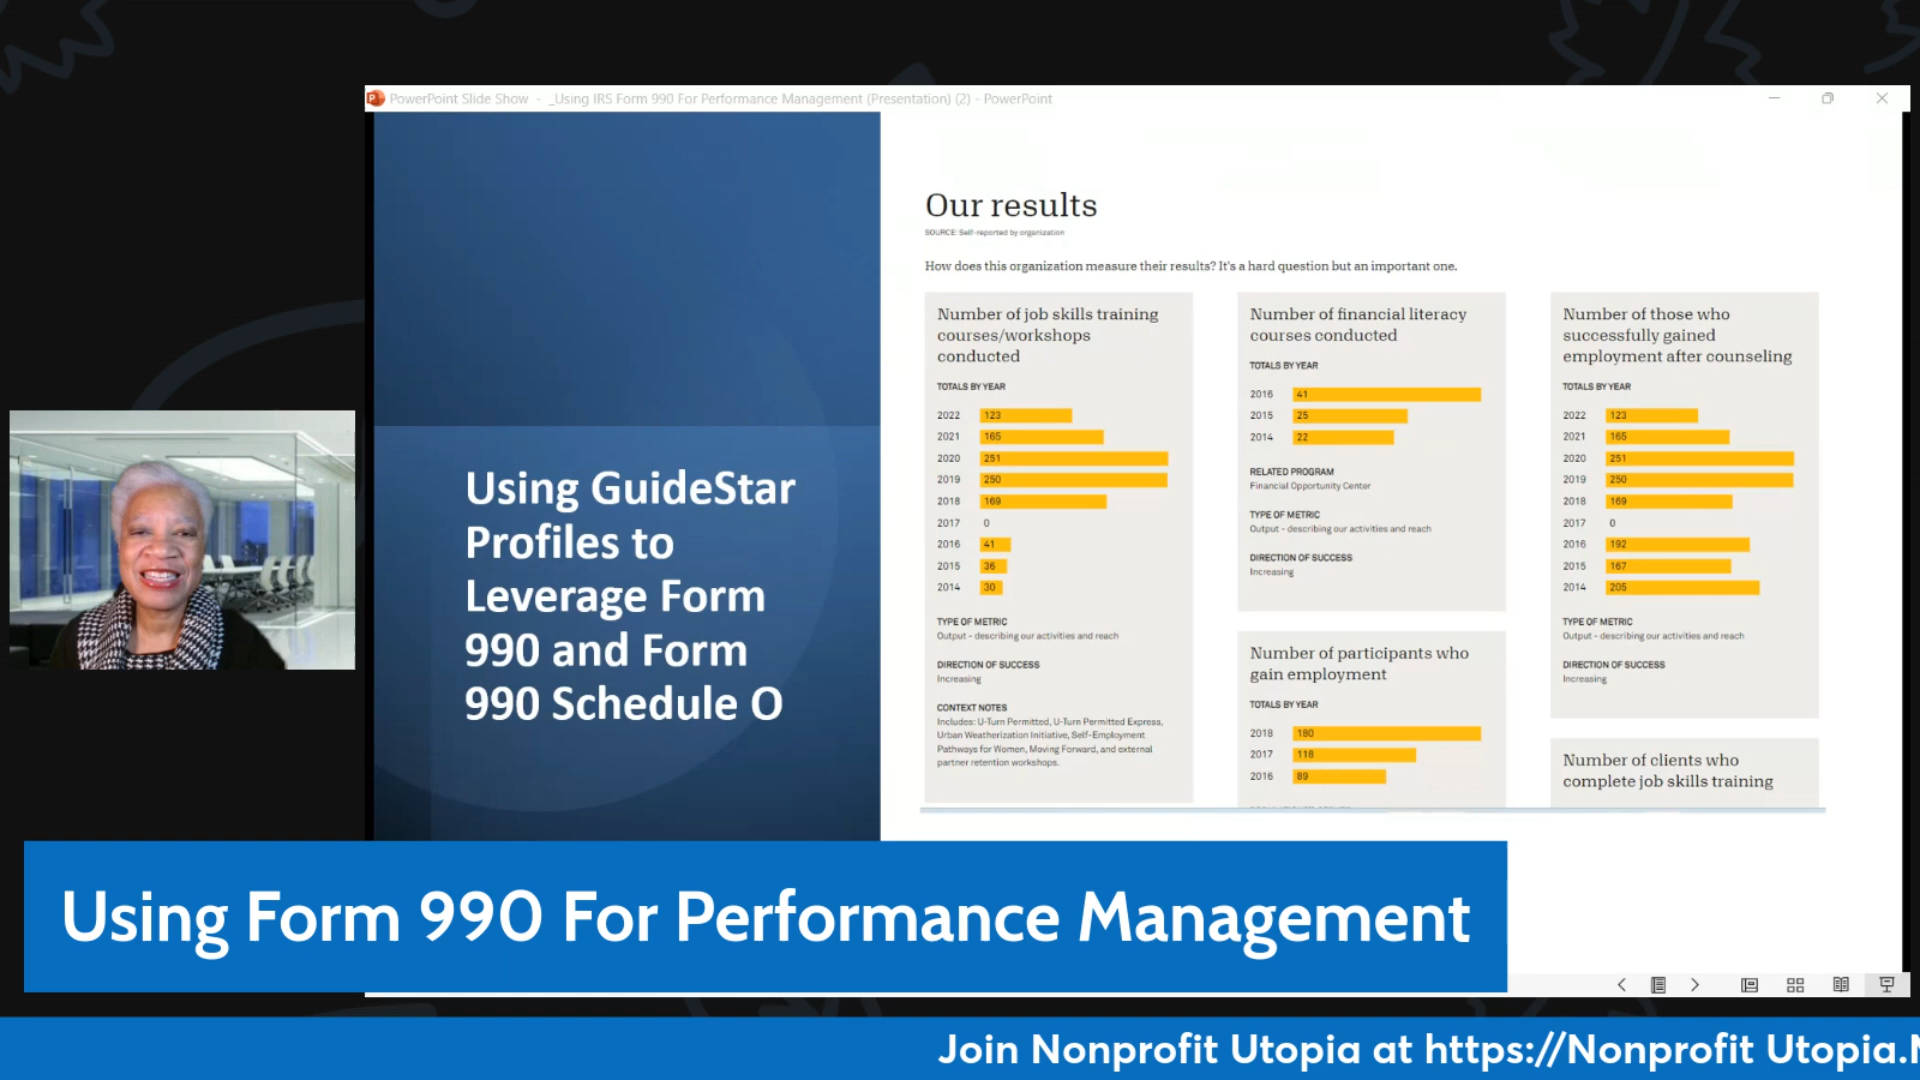 PowerPoint Slide Show - _Using IRS Form 990 For Performance Management (Presentation) (2) - PowerPoint
Using GuideStar
Profiles to
Leverage Form
990 and Form
990 Schedule O
Our results
SOURCE: Self-reported by organization
How does this organization measure their results? It's a hard question but an important one.
Number of job skills training
courses/workshops
conducted
TOTALS BY YEAR
2022 123
2021 165
2020 251
2019 250
2018 169
2017 0
2016 41
2015 36
2014 30
TYPE OF METRIC
Output - describing our activities and reach
DIRECTION OF SUCCESS
Increasing
CONTEXT NOTES
Includes: U-Turn Permitted, U-Turn Permitted Express,
Urban Weatherization Initiative, Self-Employment
Pathways for Women, Moving Forward, and external
partner retention workshops.
Number of financial literacy
courses conducted
TOTALS BY YEAR
2016 41
2015 25
2014 22
RELATED PROGRAM
Financial Opportunity Center
TYPE OF METRIC
Output - describing our activities and reach
DIRECTION OF SUCCESS
Increasing
Number of participants who
gain employment
TOTALS BY YEAR
2018 180
2017 118
2016 89
Number of those who
successfully gained
employment after counseling
TOTALS BY YEAR
2022 123
2021 165
2020 251
2019 250
2018 169
2017 0
2016 192
2015 167
2014 205
TYPE OF METRIC
Output - describing our activities and reach
DIRECTION OF SUCCESS
Increasing
Number of clients who
complete job skills training
Using Form 990 For Performance Management
Join Nonprofit Utopia at https://Nonprofit Utopia.